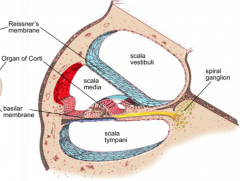 Reissner's
membrane
Organ of Corti
basilar
membrane
scala
vestibuli
scala
media
scala
tympani
spiral
ganglion